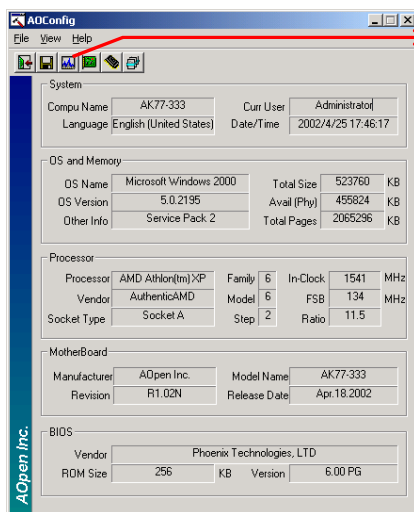 AOConfig
File View Help
System
Compu Name AK77-333 Curr User Administrator
Language English (United States) Date/Time 2002/4/25 17:46:17
OS and Memory
OS Name Microsoft Windows 2000 Total Size 523760 KB
OS Version 5.0.2195 Avail (Phy) 455824 KB
Other Info Service Pack 2 Total Pages 2065296 KB
Processor
Processor AMD Athlon(tm) XP Family 6 In-Clock 1541 MHz
Vendor AuthenticAMD Model 6 FSB 134 MHz
Socket Type Socket A Step 2 Ratio 11.5
MotherBoard
Manufacturer AOpen Inc. Model Name AK77-333
Revision R1.02N Release Date Apr.18.2002
BIOS
Vendor Phoenix Technologies, LTD
ROM Size 256 KB Version 6.00 PG
AOpen Inc.